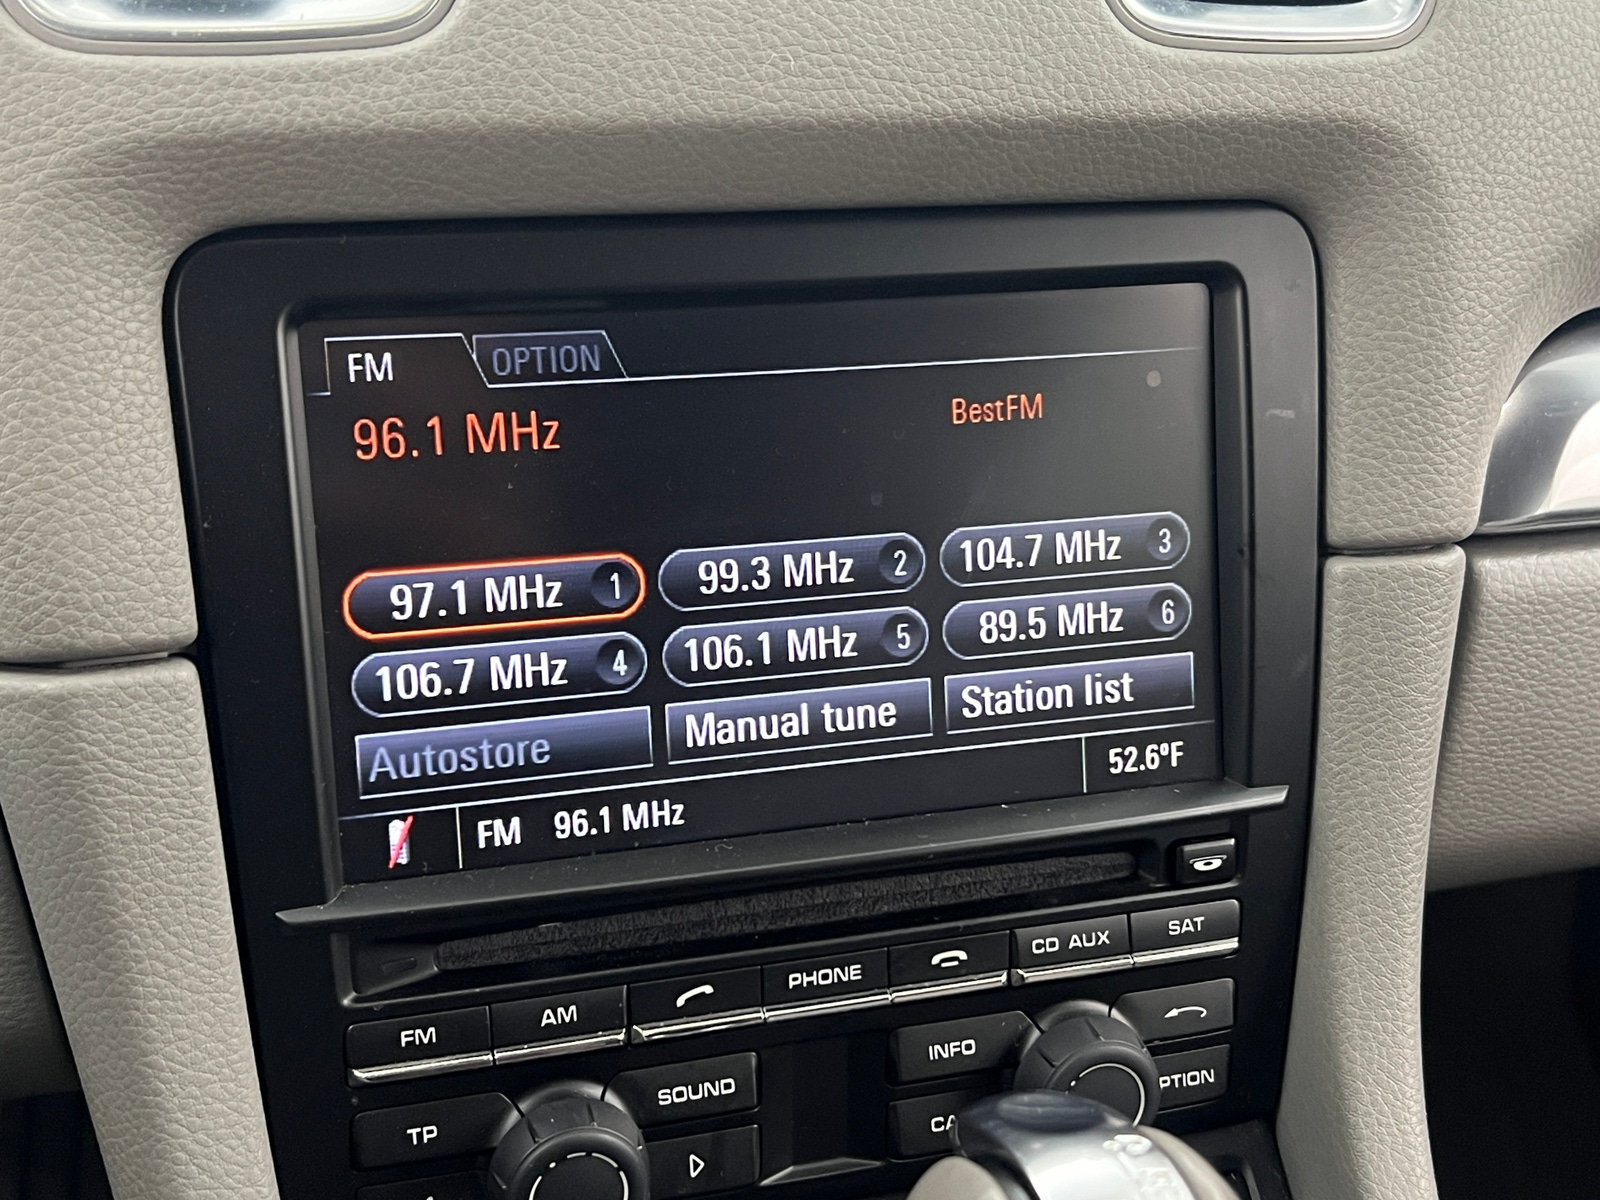 FM OPTION
96.1 MHz BestFM
97.1 MHz 1 99.3 MHz 2 104.7 MHz 3
106.7 MHz 4 106.1 MHz 5 89.5 MHz 6
Autostore Manual tune Station list
FM 96.1 MHz 52.6ºF
FM AM PHONE CD AUX SAT
SOUND INFO
TP PTION
CA